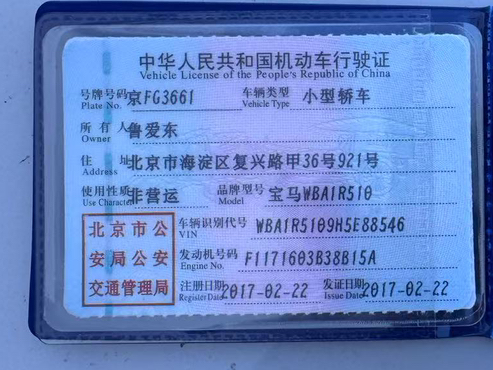 中华人民共和国机动车行驶证
Vehicle License of the People's Republic of China
号牌号码 京FG3661 车辆类型 小型轿车
Plate No. Vehicle Type
所有人 鲁爱东
Owner
住址 北京市海淀区复兴路甲36号921号
Address
使用性质 非营运 品牌型号 宝马WBA1R510
Use Character Model
北京市公 车辆识别代号 WBA1R5109H5E88546
VIN
安局公安 发动机号码 F1171603B38B15A
Engine No.
交通管理局 注册日期 2017-02-22 发证日期 2017-02-22
Register Date Issue Date